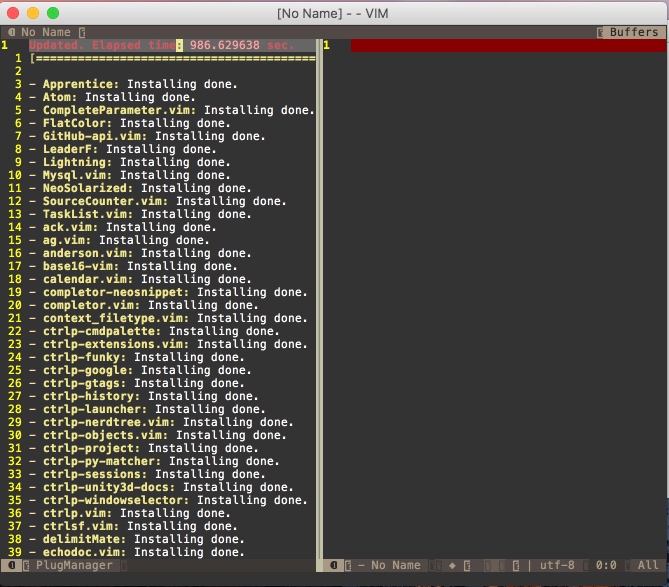 [No Name] - - VIM
❶ No Name
Buffers
1 Updated. Elapsed time: 986.629638 sec.
1 [========================================
2
3 - Apprentice: Installing done.
4 - Atom: Installing done.
5 - CompleteParameter.vim: Installing done.
6 - FlatColor: Installing done.
7 - GitHub-api.vim: Installing done.
8 - LeaderF: Installing done.
9 - Lightning: Installing done.
10 - Mysql.vim: Installing done.
11 - NeoSolarized: Installing done.
12 - SourceCounter.vim: Installing done.
13 - TaskList.vim: Installing done.
14 - ack.vim: Installing done.
15 - ag.vim: Installing done.
16 - anderson.vim: Installing done.
17 - base16-vim: Installing done.
18 - calendar.vim: Installing done.
19 - completor-neosnippet: Installing done.
20 - completor.vim: Installing done.
21 - context_filetype.vim: Installing done.
22 - ctrlp-cmdpalette: Installing done.
23 - ctrlp-extensions.vim: Installing done.
24 - ctrlp-funky: Installing done.
25 - ctrlp-google: Installing done.
26 - ctrlp-gtags: Installing done.
27 - ctrlp-history: Installing done.
28 - ctrlp-launcher: Installing done.
29 - ctrlp-nerdtree.vim: Installing done.
30 - ctrlp-objects.vim: Installing done.
31 - ctrlp-project: Installing done.
32 - ctrlp-py-matcher: Installing done.
33 - ctrlp-sessions: Installing done.
34 - ctrlp-unity3d-docs: Installing done.
35 - ctrlp-windowselector: Installing done.
36 - ctrlp.vim: Installing done.
37 - ctrlsf.vim: Installing done.
38 - delimitMate: Installing done.
39 - echodoc.vim: Installing done.
❶ PlugManager
1
❶ - No Name ◆ | utf-8 0:0 All